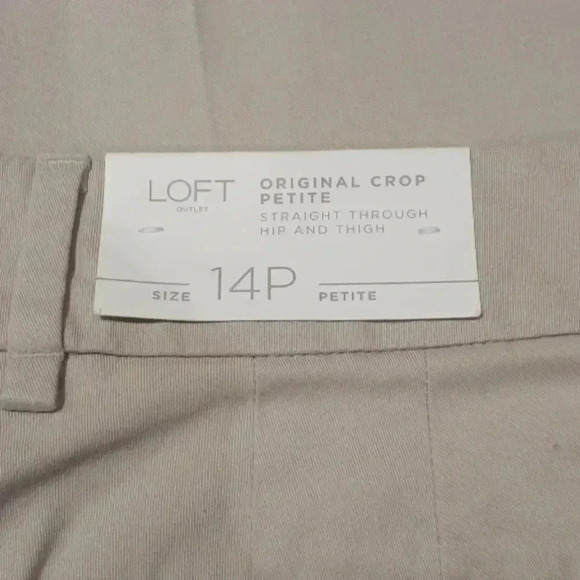 LOFT
OUTLET
ORIGINAL CROP
PETITE
STRAIGHT THROUGH
HIP AND THIGH
SIZE 14P PETITE